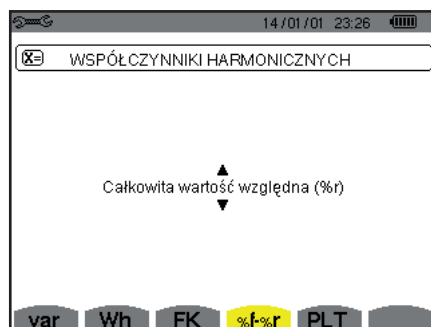 14/01/01 23:26
X= WSPÓŁCZYNNIKI HARMONICZNYCH
Całkowita wartość względna (%r)
var Wh FK %f-%r PLT